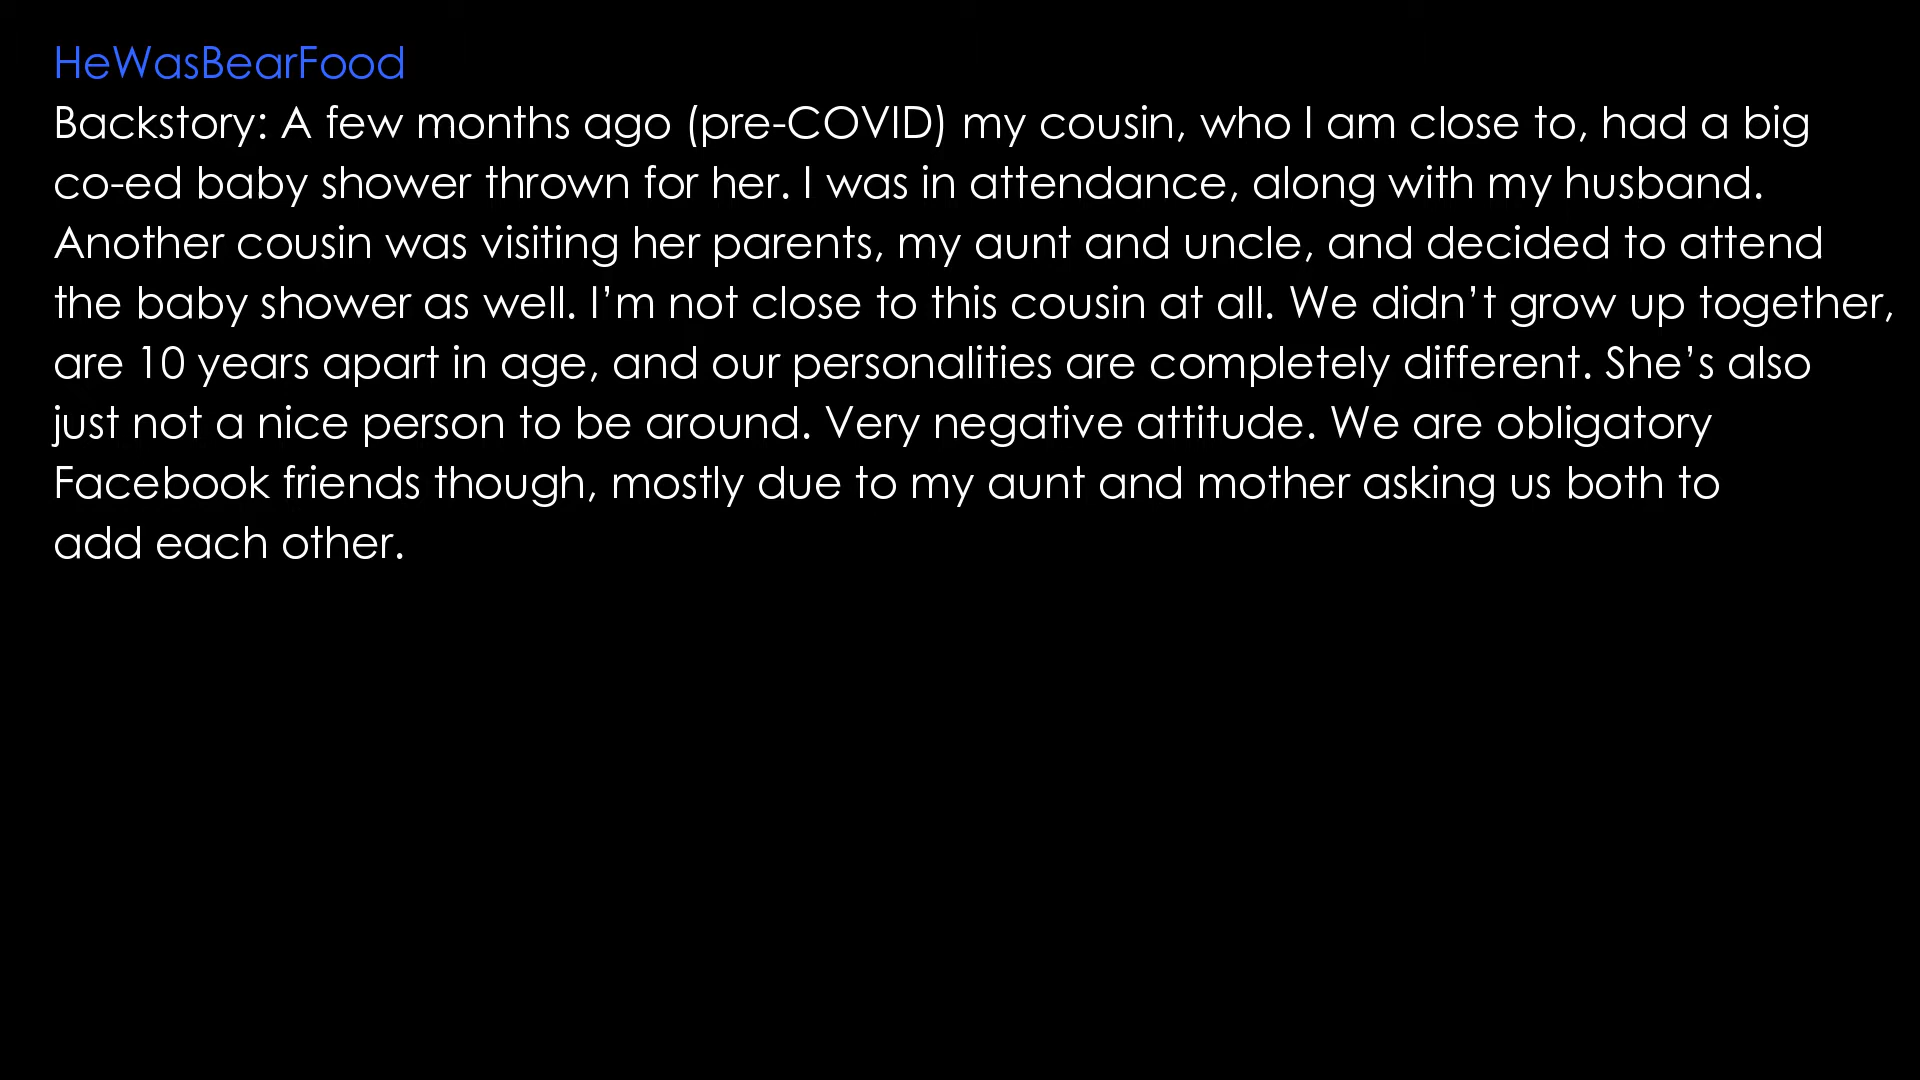 HeWasBearFood
Backstory: A few months ago (pre-COVID) my cousin, who I am close to, had a big
co-ed baby shower thrown for her. I was in attendance, along with my husband.
Another cousin was visiting her parents, my aunt and uncle, and decided to attend
the baby shower as well. I’m not close to this cousin at all. We didn’t grow up together,
are 10 years apart in age, and our personalities are completely different. She’s also
just not a nice person to be around. Very negative attitude. We are obligatory
Facebook friends though, mostly due to my aunt and mother asking us both to
add each other.